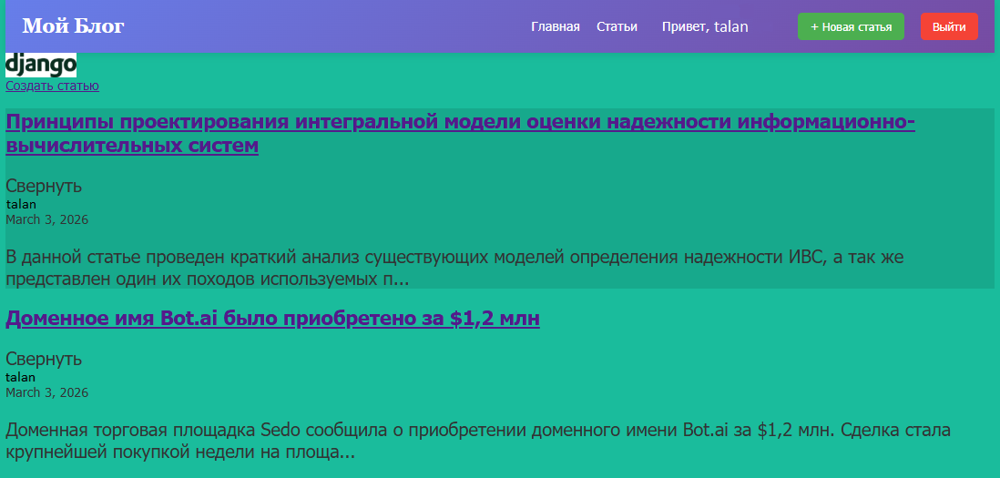 Мой Блог
Главная Статьи Привет, talan + Новая статья Выйти
django
Создать статью
Принципы проектирования интегральной модели оценки надежности информационно-
вычислительных систем
Свернуть
talan
March 3, 2026
В данной статье проведен краткий анализ существующих моделей определения надежности ИВС, а так же
представлен один их походов используемых п...
Доменное имя Bot.ai было приобретено за $1,2 млн
Свернуть
talan
March 3, 2026
Доменная торговая площадка Sedo сообщила о приобретении доменного имени Bot.ai за $1,2 млн. Сделка стала
крупнейшей покупкой недели на площа...